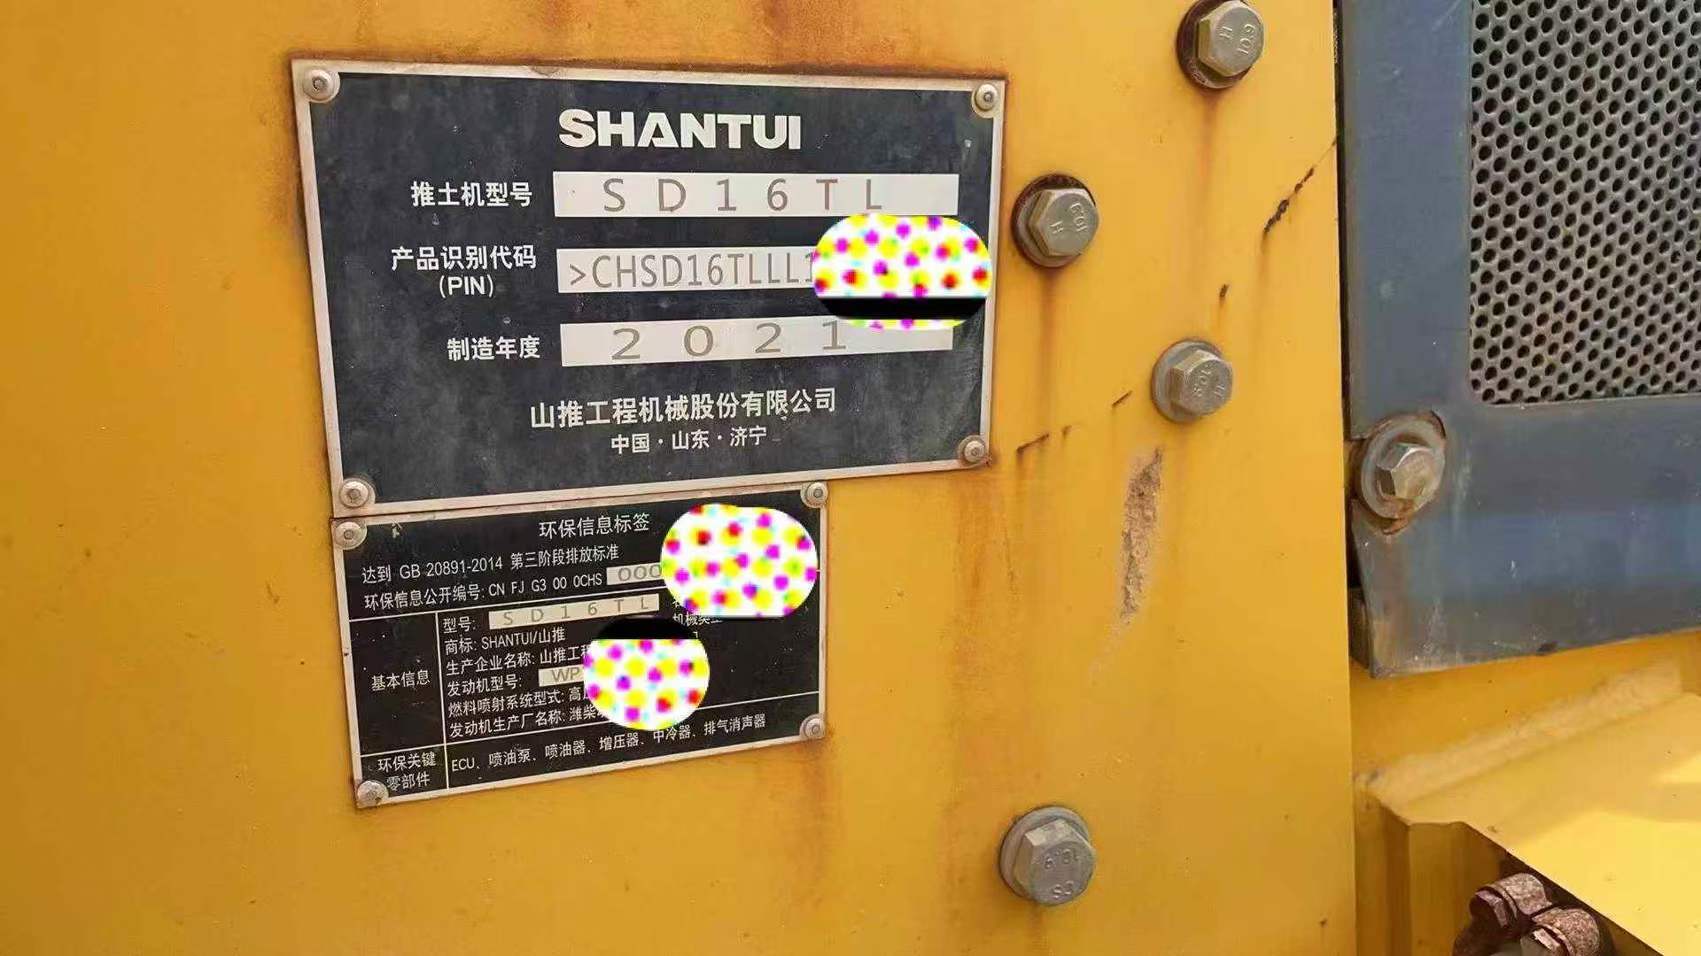 SHANTUI
推土机型号 SD16TL
产品识别代码 >CHSD16TLLL1
(PIN)
制造年度 2021
山推工程机械股份有限公司
中国·山东·济宁
环保信息标签
达到 GB 20891-2014 第三阶段排放标准
环保信息公开编号: CN FJ G3 00 0CHS 000
基本信息
型号: SD16TL
机械类
商标: SHANTUI/山推
生产企业名称: 山推工程
发动机型号: WP
燃料喷射系统型式: 高
发动机生产厂名称: 潍柴
环保关键零部件
ECU、喷油泵、喷油器、增压器、中冷器、排气消声器
10.9